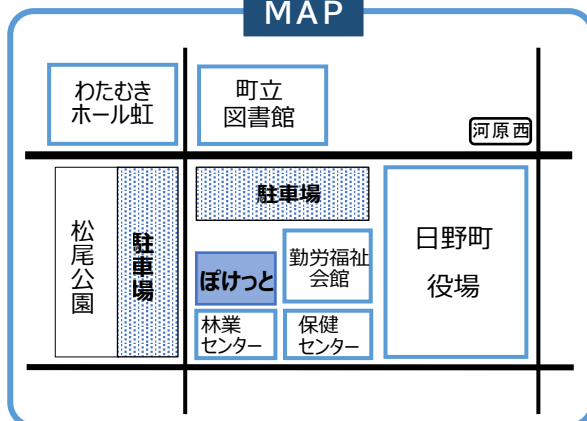 MAP
わたむき
ホール虹
町立
図書館
河原西
松尾公園
駐車場
駐車場
ぽけっと
勤労福祉
会館
林業
センター
保健
センター
日野町
役場